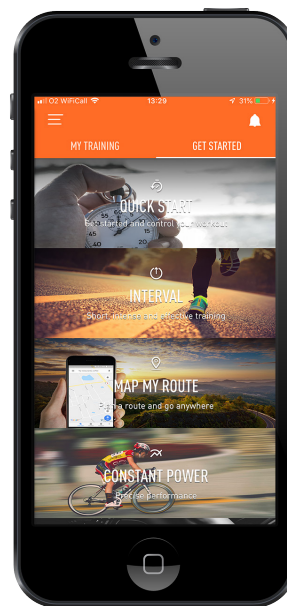 O2 WiFiCall 13:29 31%
MY TRAINING GET STARTED
QUICK START
Get started and control your workout
INTERVAL
Short, intense and effective training
MAP MY ROUTE
Plan a route and go anywhere
CONSTANT POWER
Precise performance